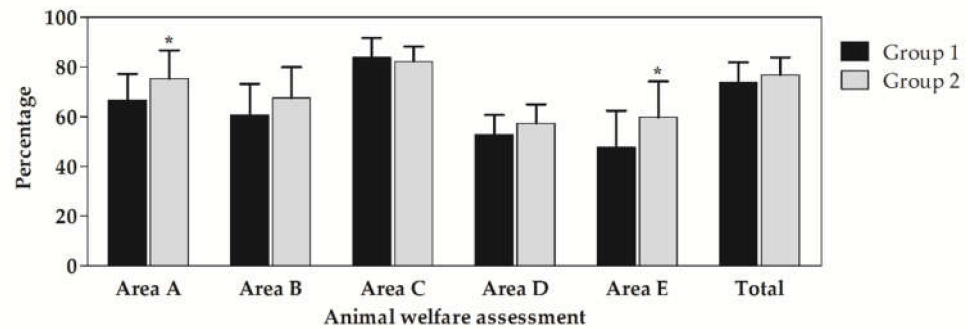 100
80
60
40
20
0
Percentage
* *
Group 1
Group 2
Area A Area B Area C Area D Area E Total
Animal welfare assessment